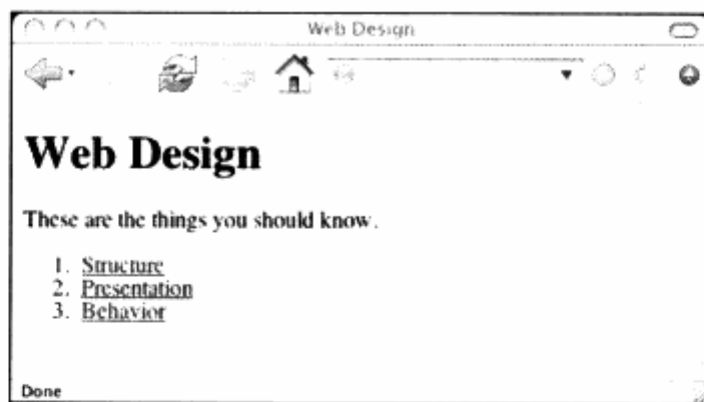 Web Design
Web Design
These are the things you should know.
1. Structure
2. Presentation
3. Behavior
Done